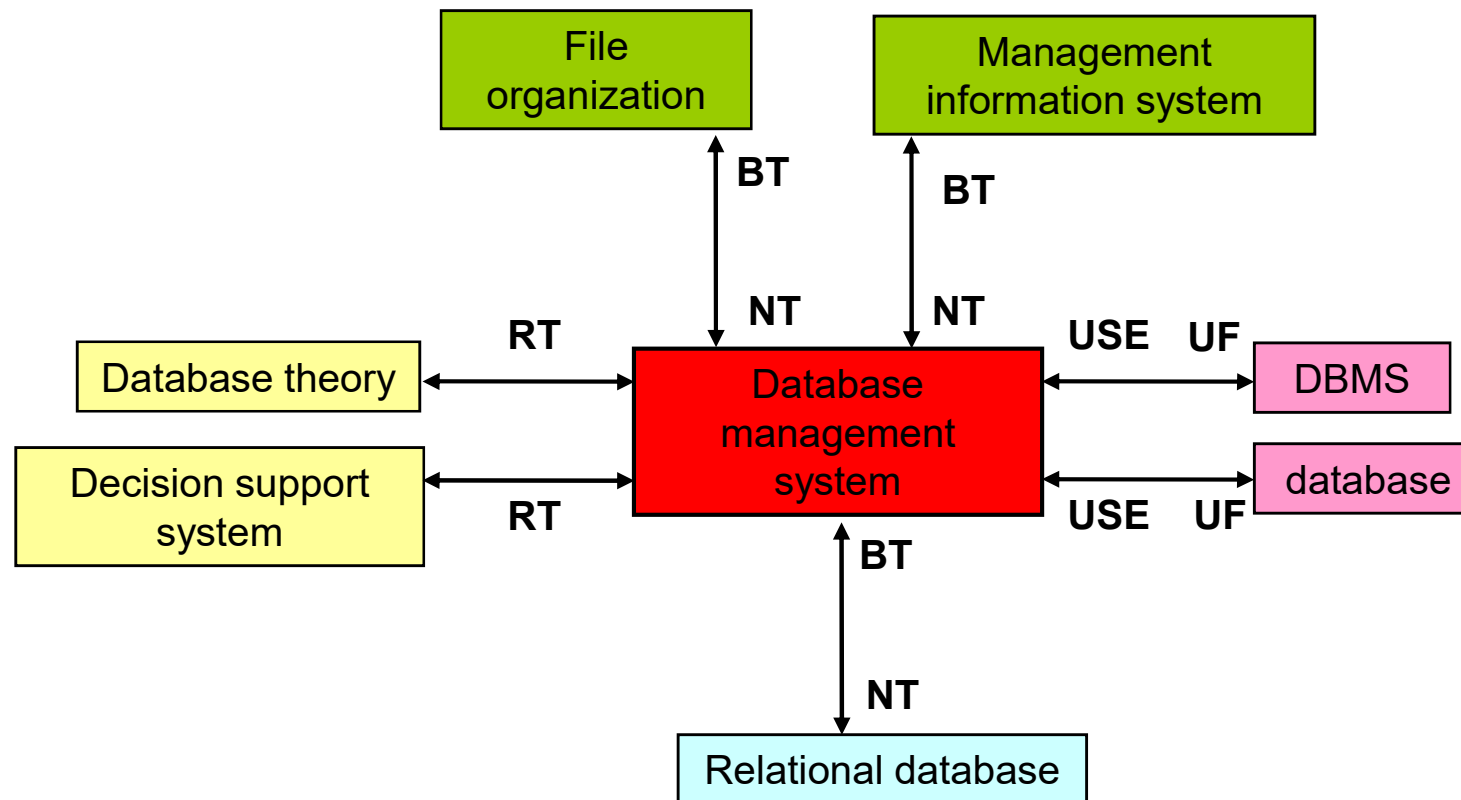 File
organization
Management
information system
BT
BT
NT
NT
RT
USE
UF
Database theory
Database
management
system
DBMS
Decision support
system
database
RT
USE
UF
BT
NT
Relational database